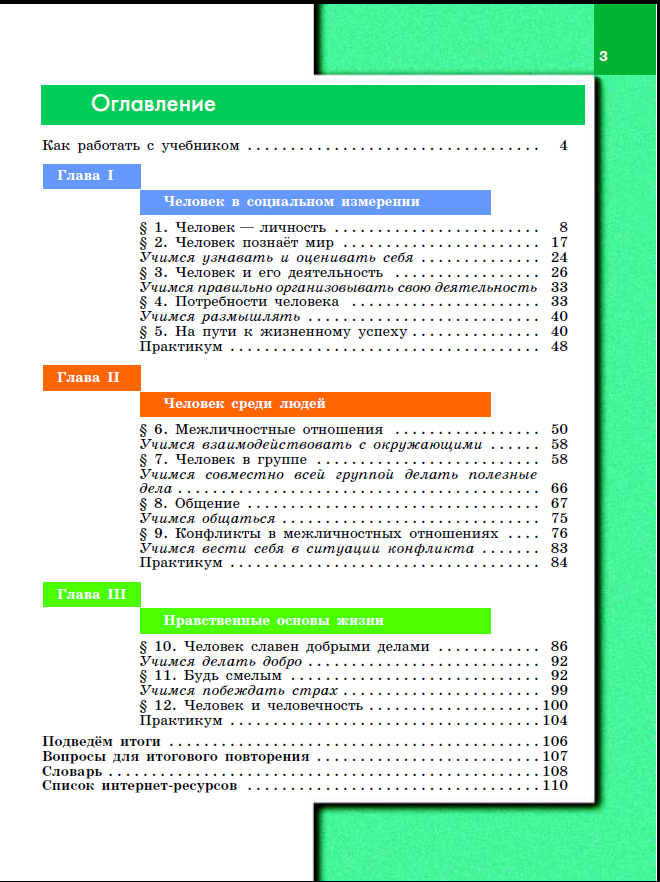 3
Оглавление
Как работать с учебником . . . . . . . . . . . . . . . . . . . . . . . . . . . . . . . . . . 4
Глава I
Человек в социальном измерении
§ 1. Человек — личность . . . . . . . . . . . . . . . . . . . . . . . . 8
§ 2. Человек познаёт мир . . . . . . . . . . . . . . . . . . . . . . . 17
Учимся узнавать и оценивать себя . . . . . . . . . . . . . . 24
§ 3. Человек и его деятельность . . . . . . . . . . . . . . . . . . 26
Учимся правильно организовывать свою деятельность 33
§ 4. Потребности человека . . . . . . . . . . . . . . . . . . . . . . 33
Учимся размышлять . . . . . . . . . . . . . . . . . . . . . . . . . . . 40
§ 5. На пути к жизненному успеху . . . . . . . . . . . . . . . 40
Практикум . . . . . . . . . . . . . . . . . . . . . . . . . . . . . . . . . . . . 48
Глава II
Человек среди людей
§ 6. Межличностные отношения . . . . . . . . . . . . . . . . . 50
Учимся взаимодействовать с окружающими . . . . . . 58
§ 7. Человек в группе . . . . . . . . . . . . . . . . . . . . . . . . . . 58
Учимся совместно всей группой делать полезные
дела . . . . . . . . . . . . . . . . . . . . . . . . . . . . . . . . . . . . . . . . . . 66
§ 8. Общение . . . . . . . . . . . . . . . . . . . . . . . . . . . . . . . . . . 67
Учимся общаться . . . . . . . . . . . . . . . . . . . . . . . . . . . . . . 75
§ 9. Конфликты в межличностных отношениях . . . . 76
Учимся вести себя в ситуации конфликта . . . . . . . 83
Практикум . . . . . . . . . . . . . . . . . . . . . . . . . . . . . . . . . . . . 84
Глава III
Нравственные основы жизни
§ 10. Человек славен добрыми делами . . . . . . . . . . . . 86
Учимся делать добро . . . . . . . . . . . . . . . . . . . . . . . . . . . 92
§ 11. Будь смелым . . . . . . . . . . . . . . . . . . . . . . . . . . . . . 92
Учимся побеждать страх . . . . . . . . . . . . . . . . . . . . . . . 99
§ 12. Человек и человечность . . . . . . . . . . . . . . . . . . . . 100
Практикум . . . . . . . . . . . . . . . . . . . . . . . . . . . . . . . . . . . . 104
Подведём итоги . . . . . . . . . . . . . . . . . . . . . . . . . . . . . . . . . . . . . . . . . . . 106
Вопросы для итогового повторения . . . . . . . . . . . . . . . . . . . . . . . . . . 107
Словарь . . . . . . . . . . . . . . . . . . . . . . . . . . . . . . . . . . . . . . . . . . . . . . . . . . 108
Список интернет-ресурсов . . . . . . . . . . . . . . . . . . . . . . . . . . . . . . . . . . 110